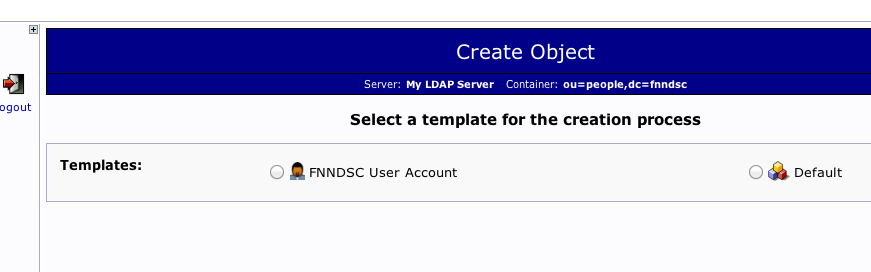 Create Object
Server: My LDAP Server Container: ou=people,dc=fnndsc
ogout
Select a template for the creation process
Templates: FNNDSC User Account Default